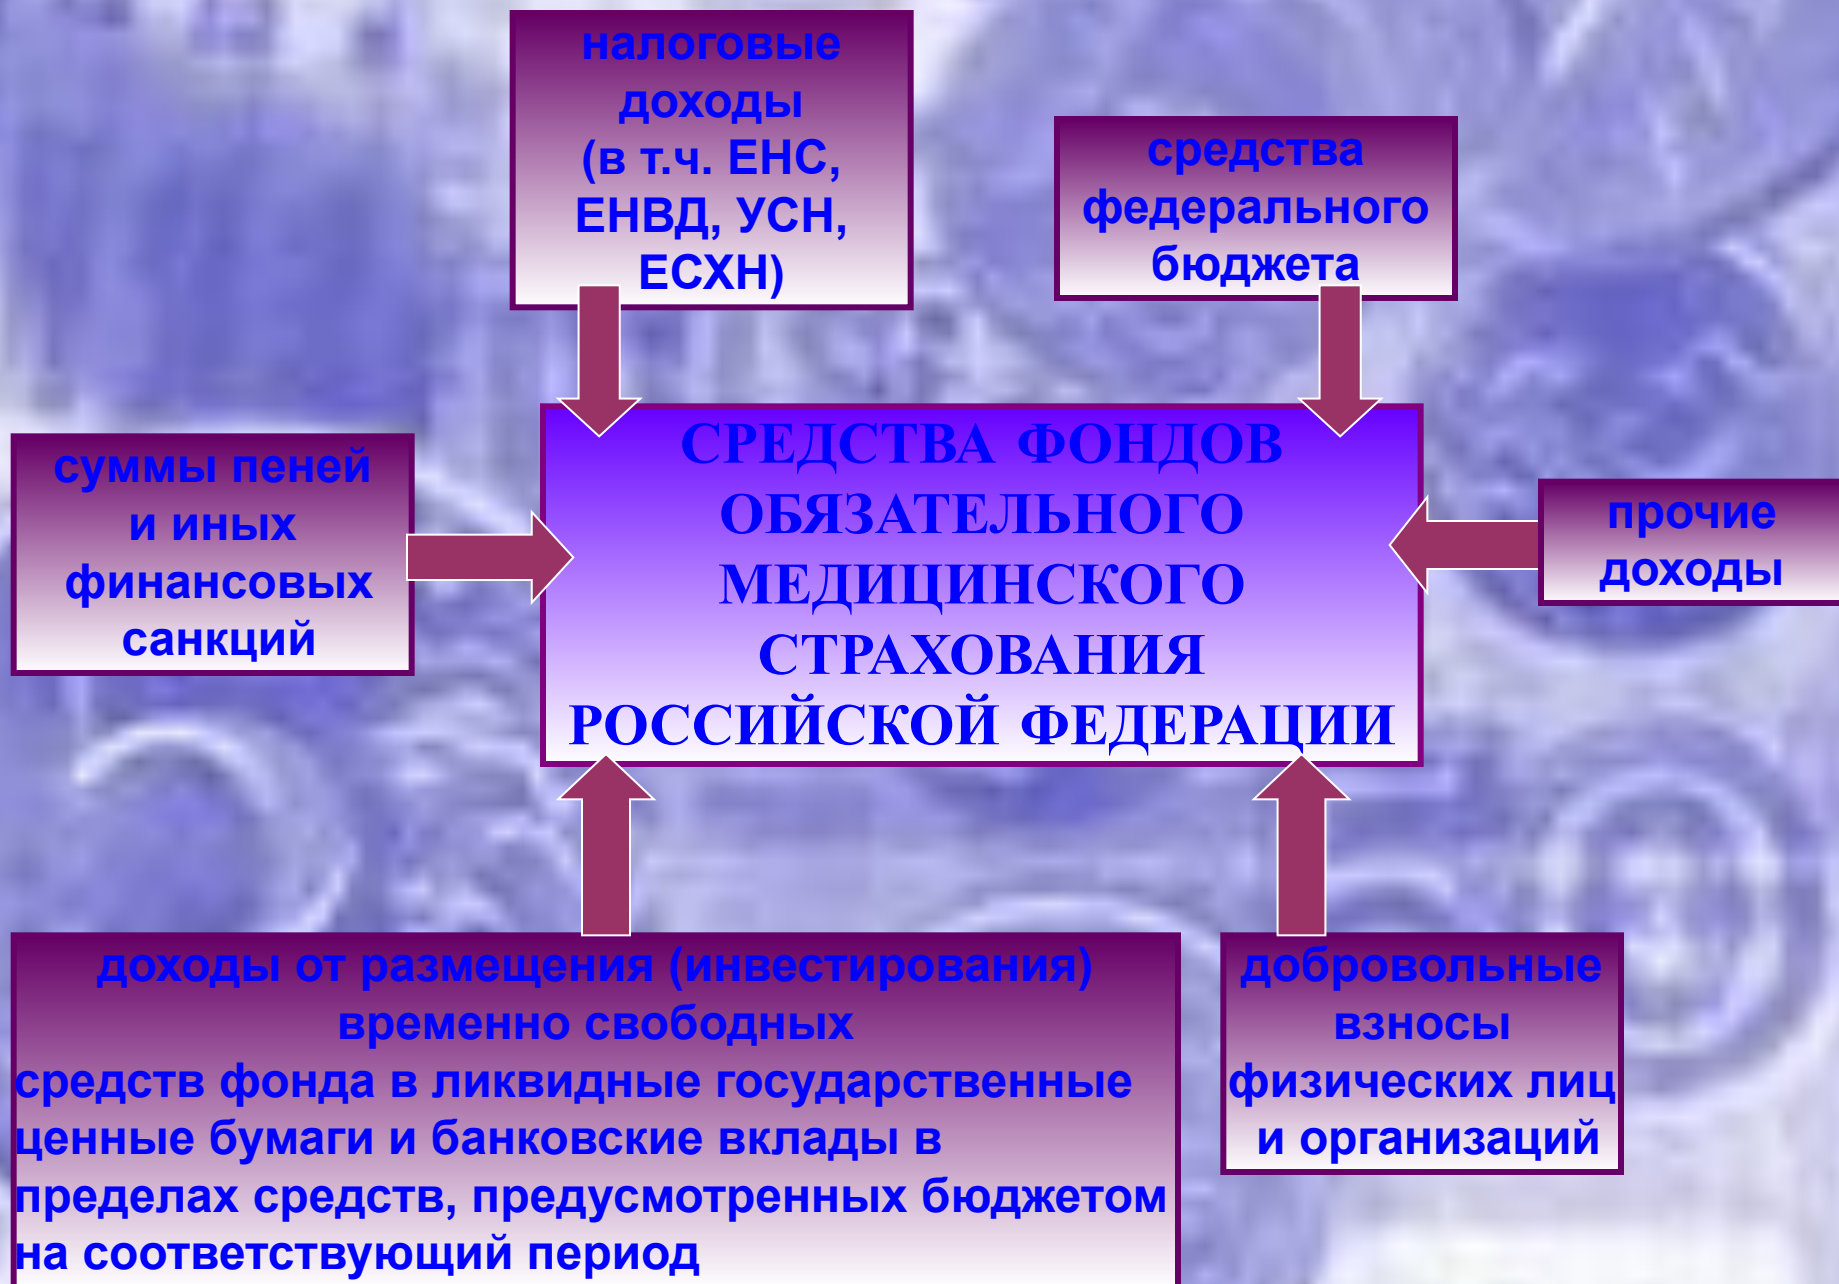 налоговые
доходы
(в т.ч. ЕНС,
ЕНВД, УСН,
ЕСХН)
средства
федерального
бюджета
суммы пеней
и иных
финансовых
санкций
СРЕДСТВА ФОНДОВ
ОБЯЗАТЕЛЬНОГО
МЕДИЦИНСКОГО
СТРАХОВАНИЯ
РОССИЙСКОЙ ФЕДЕРАЦИИ
прочие
доходы
доходы от размещения (инвестирования)
временно свободных
средств фонда в ликвидные государственные
ценные бумаги и банковские вклады в
пределах средств, предусмотренных бюджетом
на соответствующий период
добровольные
взносы
физических лиц
и организаций